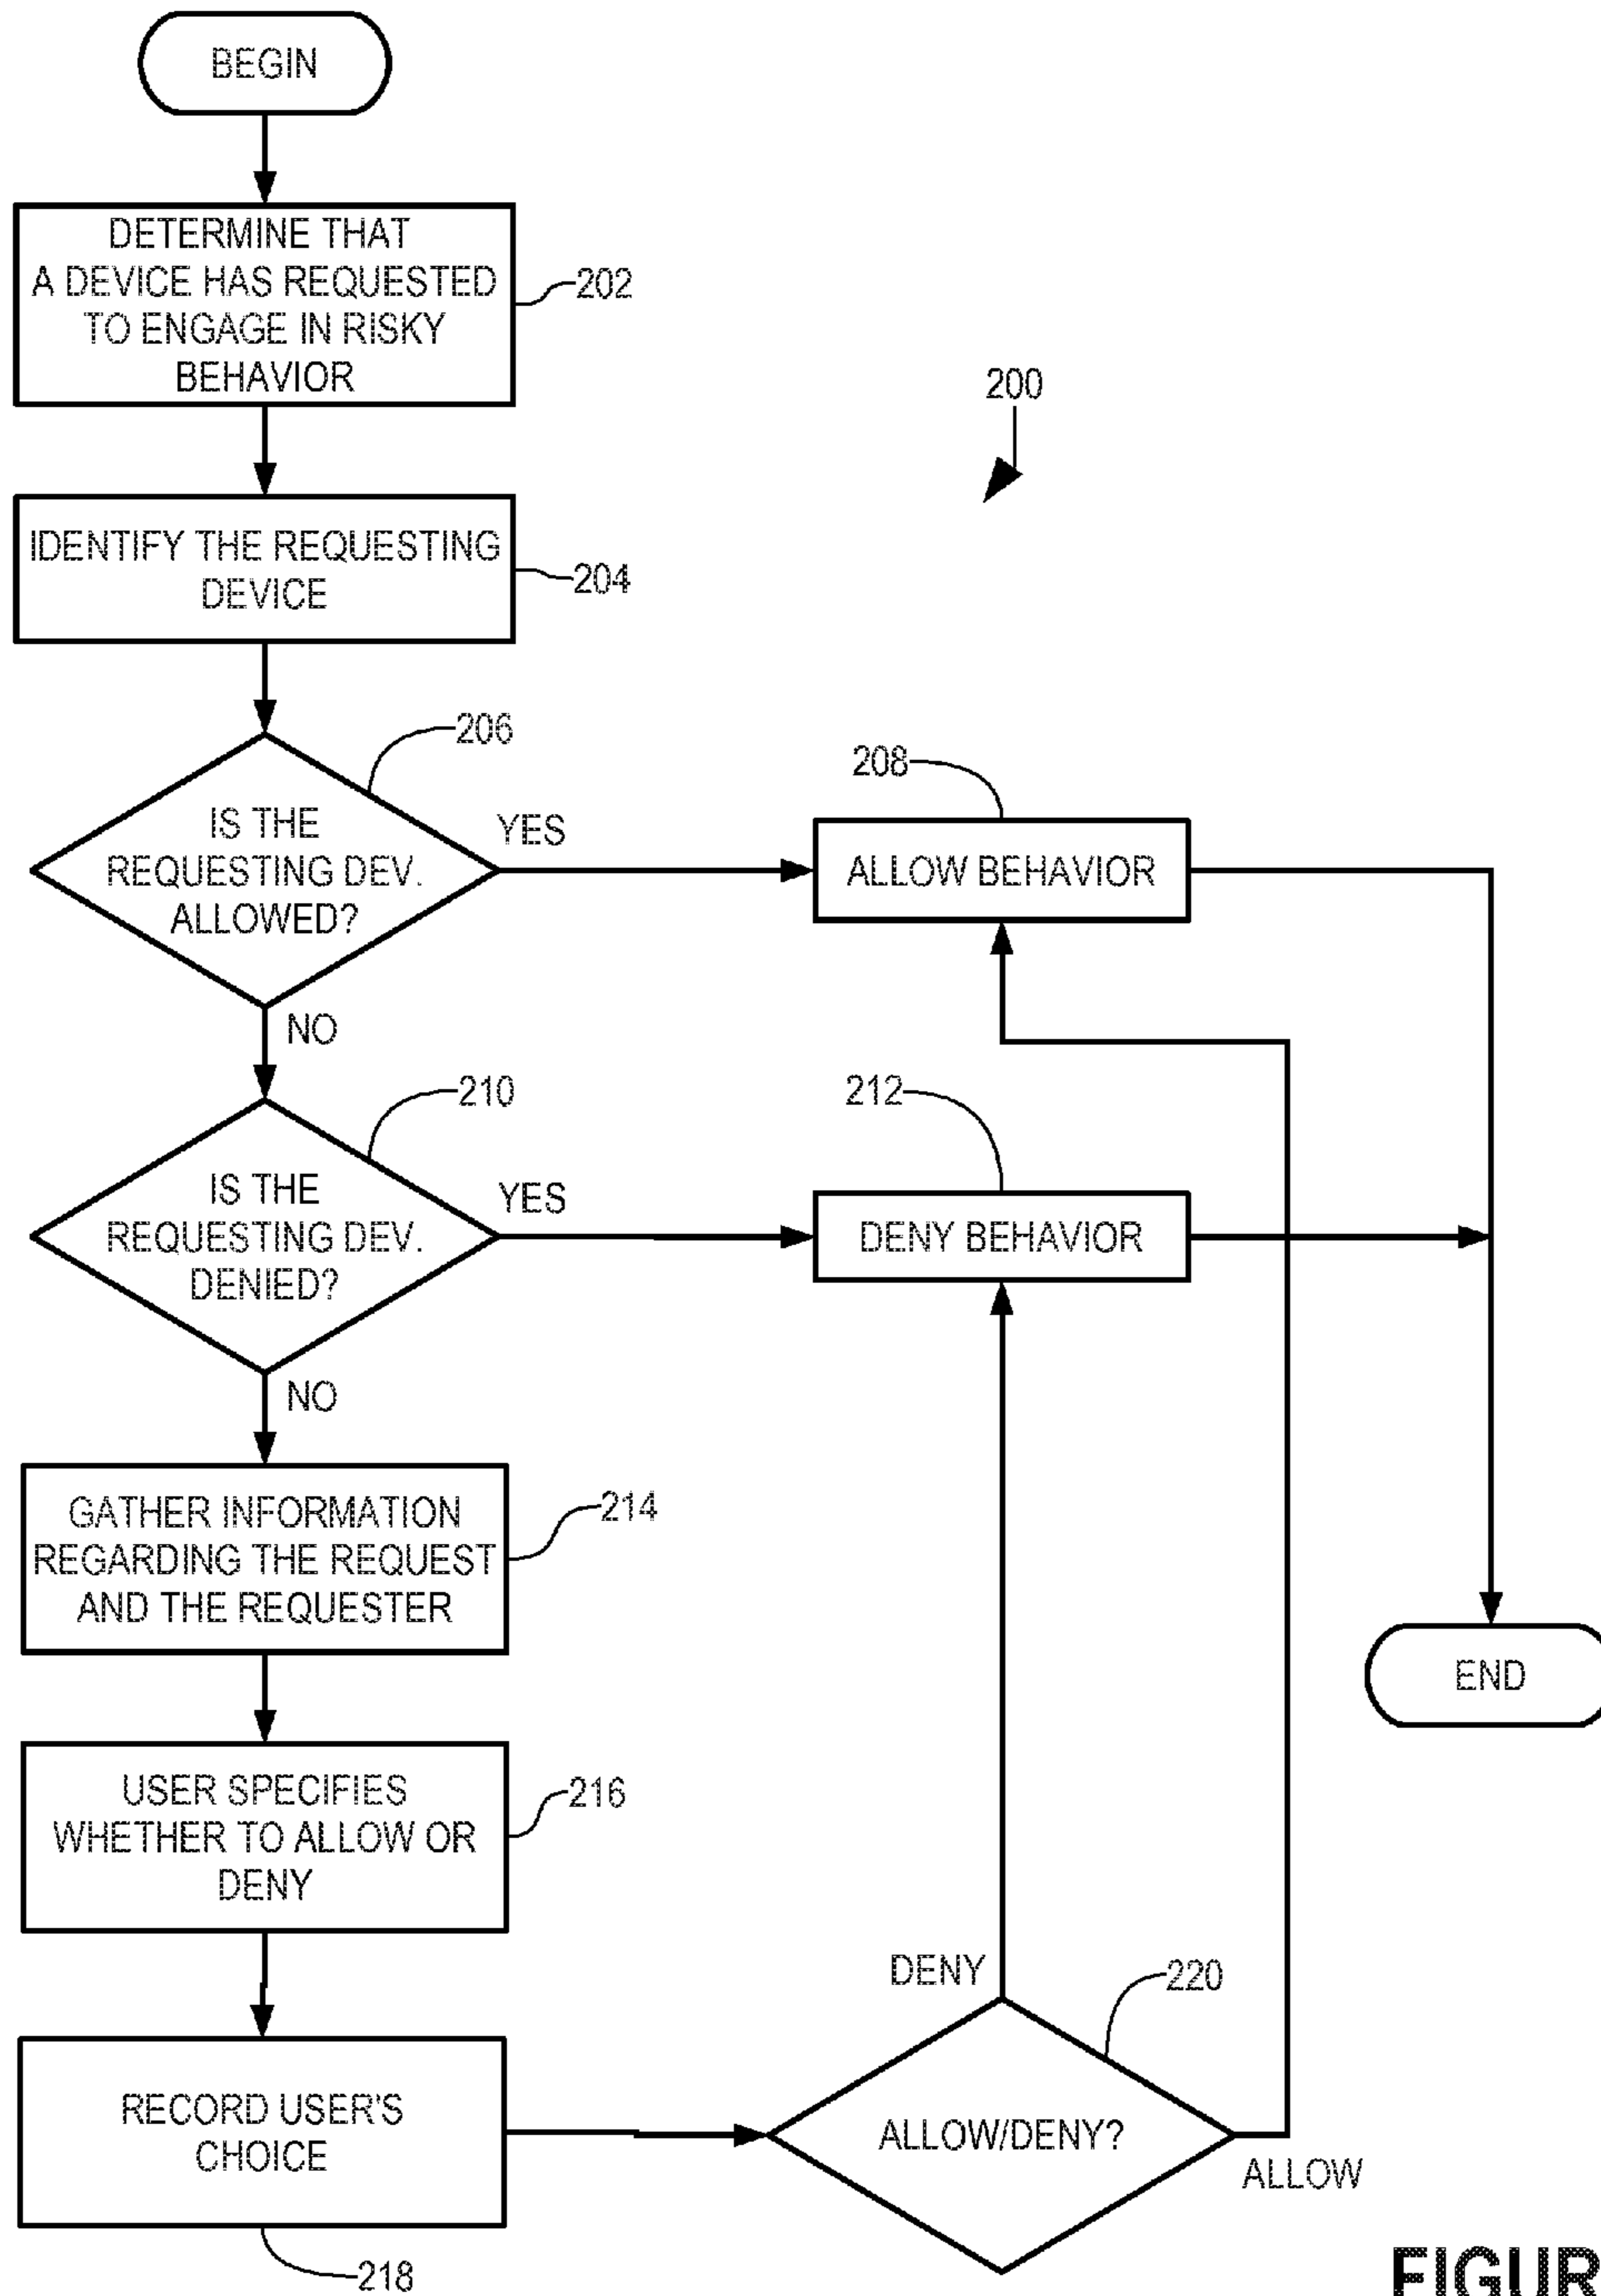 BEGIN
DETERMINE THAT
A DEVICE HAS REQUESTED
TO ENGAGE IN RISKY
BEHAVIOR
202
200
IDENTIFY THE REQUESTING
DEVICE
204
206
IS THE
REQUESTING DEV.
ALLOWED?
YES
208
ALLOW BEHAVIOR
NO
210
IS THE
REQUESTING DEV.
DENIED?
YES
212
DENY BEHAVIOR
NO
GATHER INFORMATION
REGARDING THE REQUEST
AND THE REQUESTER
214
END
USER SPECIFIES
WHETHER TO ALLOW OR
DENY
216
DENY
220
RECORD USER'S
CHOICE
218
ALLOW/DENY?
ALLOW